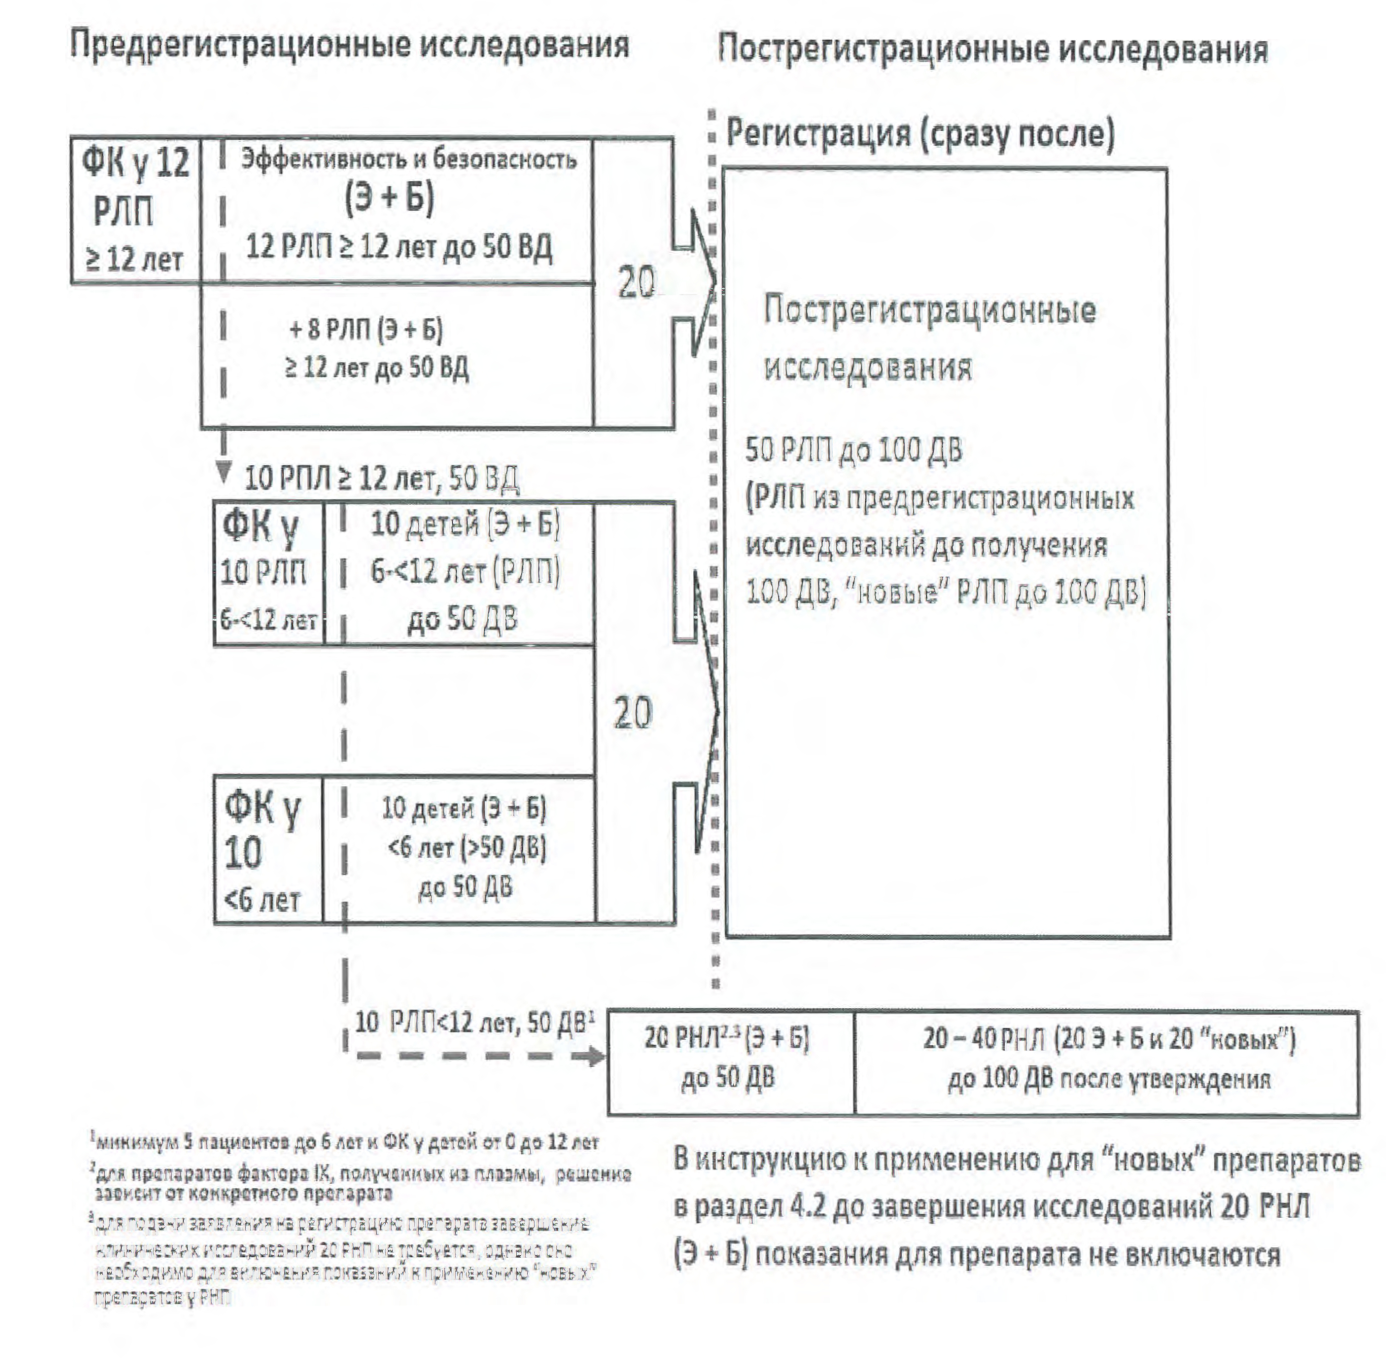 Предрегистрационные исследования
Пострегистрационные исследования
Регистрация (сразу после)
ФК у 12
РЛП
≥ 12 лет
Эффективность и безопасность
(Э + Б)
12 РЛП ≥ 12 лет до 50 ВД
+ 8 РЛП (Э + Б)
≥ 12 лет до 50 ВД
20
10 РПЛ ≥ 12 лет, 50 ВД
ФК у
10 РЛП
6-<12 лет
10 детей (Э + Б)
6-<12 лет (РЛП)
до 50 ДВ
20
ФК у
10
<6 лет
10 детей (Э + Б)
<6 лет (>50 ДВ)
до 50 ДВ
Пострегистрационные
исследования
50 РЛП до 100 ДВ
(РЛП из предрегистрационных
исследований до получения
100 ДВ, “новые” РЛП до 100 ДВ)
10 РЛП<12 лет, 50 ДВ¹
20 РНЛ²·³ (Э + Б)
до 50 ДВ
20 – 40 РНЛ (20 Э + Б и 20 “новых”)
до 100 ДВ после утверждения
¹минимум 5 пациентов до 6 лет и ФК у детей от 0 до 12 лет
²для препаратов фактора IX, полученных из плазмы, решение
зависит от конкретного препарата
³для подачи заявления на регистрацию препарата завершение
клинических исследований 20 РНП не требуется, однако оно
необходимо для включения показаний к применению “новых”
препаратов у РНП
В инструкцию к применению для “новых” препаратов
в раздел 4.2 до завершения исследований 20 РНЛ
(Э + Б) показания для препарата не включаются